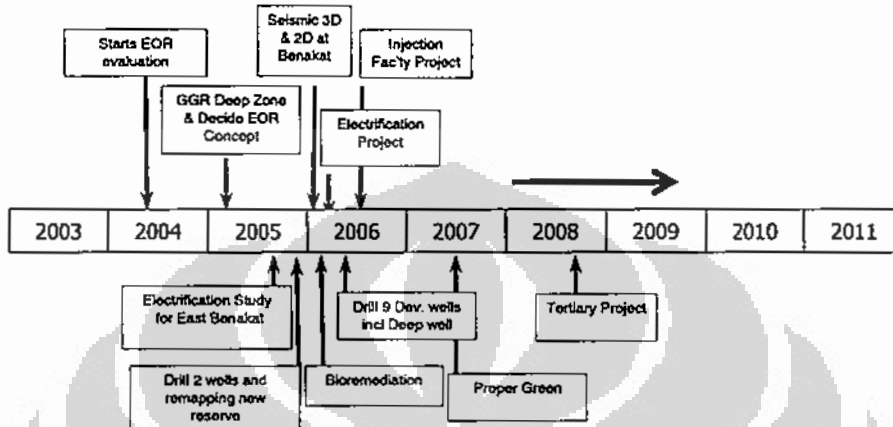 Starts EOR
evaluation
Seismic 3D
& 2D at
Benakat
Injection
Fac'ty Project
GGR Deep Zone
& Decide EOR
Concept
Electrification
Project
2003 2004 2005 2006 2007 2008 2009 2010 2011
Electrification Study
for East Benakat
Drill 9 Dev. wells
incl Deep well
Tertiary Project
Drill 2 wells and
remapping new
reserve
Bioremediation
Proper Green